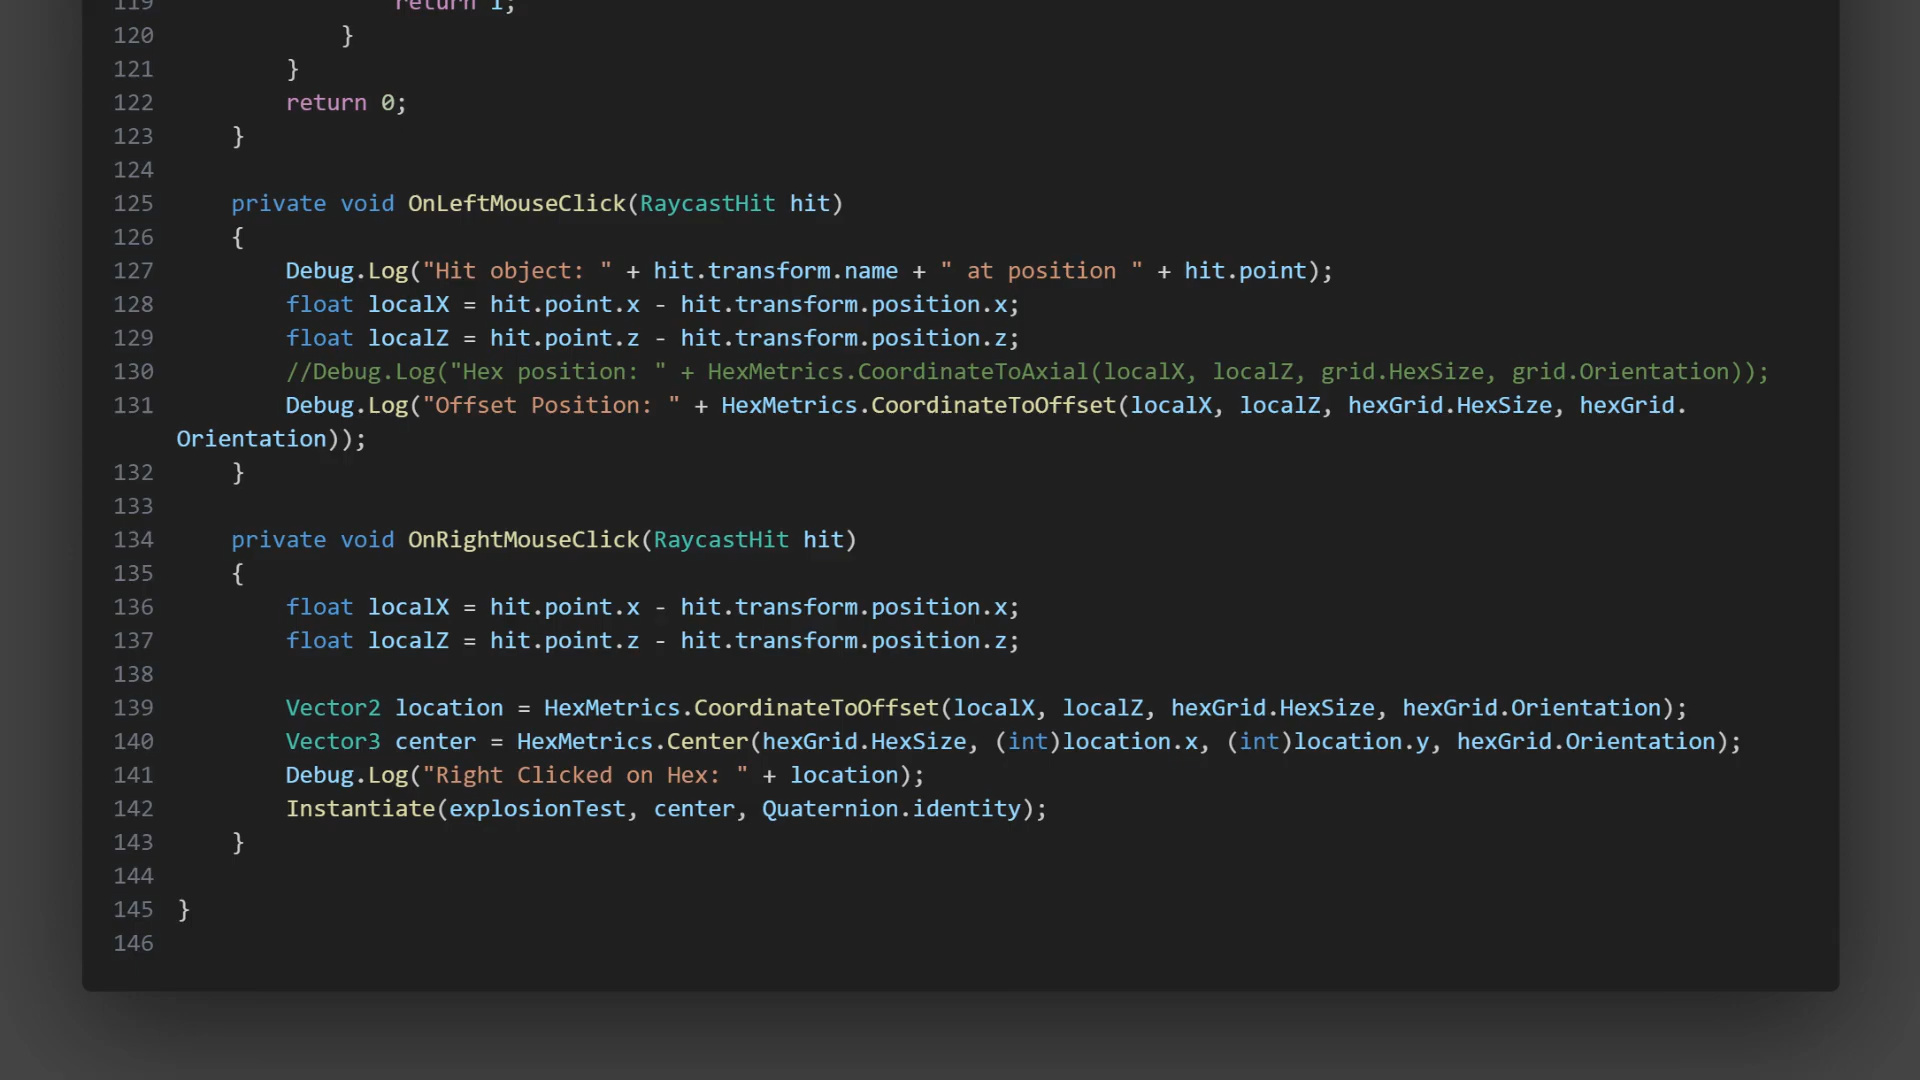 119 return 1;
120 }
121 }
122 return 0;
123 }
124
125 private void OnLeftMouseClick(RaycastHit hit)
126 {
127 Debug.Log("Hit object: " + hit.transform.name + " at position " + hit.point);
128 float localX = hit.point.x - hit.transform.position.x;
129 float localZ = hit.point.z - hit.transform.position.z;
130 //Debug.Log("Hex position: " + HexMetrics.CoordinateToAxial(localX, localZ, grid.HexSize, grid.Orientation));
131 Debug.Log("Offset Position: " + HexMetrics.CoordinateToOffset(localX, localZ, hexGrid.HexSize, hexGrid.
Orientation));
132 }
133
134 private void OnRightMouseClick(RaycastHit hit)
135 {
136 float localX = hit.point.x - hit.transform.position.x;
137 float localZ = hit.point.z - hit.transform.position.z;
138
139 Vector2 location = HexMetrics.CoordinateToOffset(localX, localZ, hexGrid.HexSize, hexGrid.Orientation);
140 Vector3 center = HexMetrics.Center(hexGrid.HexSize, (int)location.x, (int)location.y, hexGrid.Orientation);
141 Debug.Log("Right Clicked on Hex: " + location);
142 Instantiate(explosionTest, center, Quaternion.identity);
143 }
144
145 }
146